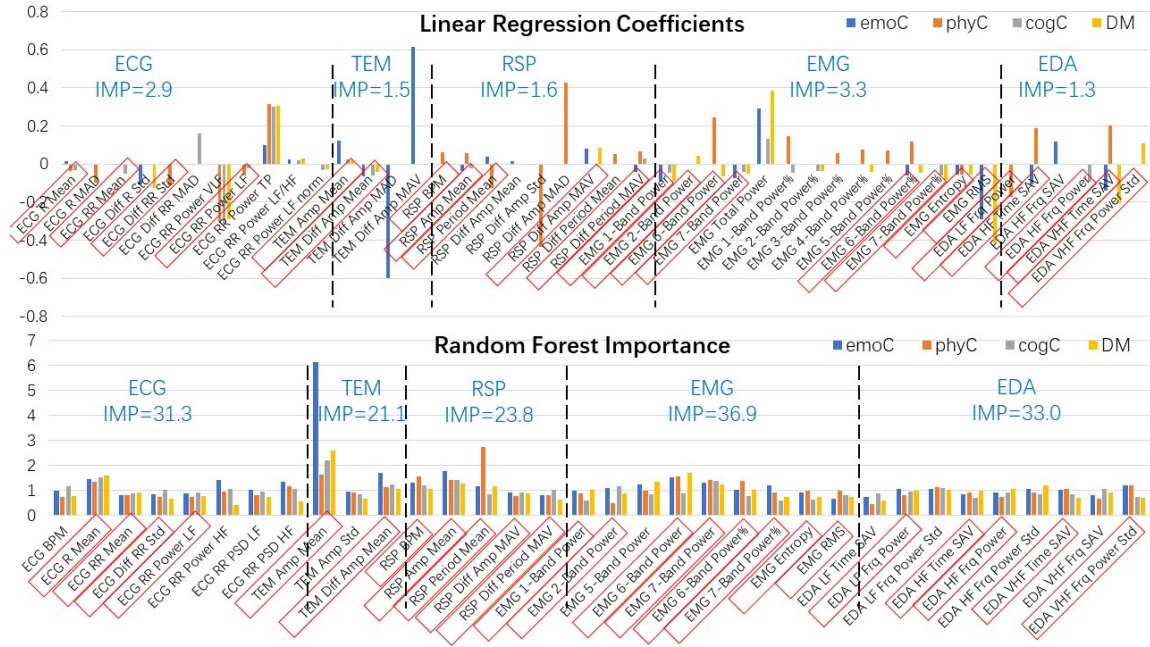 Linear Regression Coefficients
emoC phyC cogC DM
0.8
0.6
0.4
0.2
0
-0.2
-0.4
-0.6
-0.8
ECG
IMP=2.9
TEM
IMP=1.5
RSP
IMP=1.6
EMG
IMP=3.3
EDA
IMP=1.3
ECG R Mean
ECG R MAD
ECG RR Mean
ECG Diff R Std
ECG Diff RR Std
ECG Diff RR MAD
ECG RR Power VLF
ECG RR Power LF
ECG RR Power TP
ECG RR Power LF/HF
ECG RR Power LF norm
TEM Amp Mean
TEM Diff Amp Mean
TEM Diff Amp MAD
TEM Diff Amp MAV
RSP BPM
RSP Amp Mean
RSP Period Mean
RSP Diff Amp Mean
RSP Diff Amp Std
RSP Diff Amp MAD
RSP Diff Amp MAV
RSP Diff Period Mean
RSP Diff Period MAV
EMG 1-Band Power
EMG 2-Band Power
EMG 7-Band Power
EMG Total Power
EMG 1-Band Power%
EMG 2-Band Power%
EMG 3-Band Power%
EMG 4-Band Power%
EMG 5-Band Power%
EMG 6-Band Power%
EMG 7-Band Power%
EMG Entropy
EMG RMS
EDA LF Frq Power
EDA HF Time SAV
EDA HF Frq SAV
EDA HF Frq Power
EDA VHF Time SAV
EDA VHF Frq Power Std
Random Forest Importance
emoC phyC cogC DM
7
6
5
4
3
2
1
0
ECG
IMP=31.3
TEM
IMP=21.1
RSP
IMP=23.8
EMG
IMP=36.9
EDA
IMP=33.0
ECG BPM
ECG R Mean
ECG RR Mean
ECG Diff RR Std
ECG RR Power LF
ECG RR Power HF
ECG RR PSD LF
ECG RR PSD HF
TEM Amp Mean
TEM Amp Std
TEM Diff Amp Mean
RSP BPM
RSP Amp Mean
RSP Period Mean
RSP Diff Amp MAV
RSP Diff Period MAV
EMG 1-Band Power
EMG 2-Band Power
EMG 5-Band Power
EMG 6-Band Power
EMG 7-Band Power
EMG 6-Band Power%
EMG 7-Band Power%
EMG Entropy
EMG RMS
EDA LF Time SAV
EDA LF Frq Power
EDA LF Frq Power Std
EDA HF Time SAV
EDA HF Frq Power
EDA HF Frq Power Std
EDA VHF Time SAV
EDA VHF Frq SAV
EDA VHF Frq Power Std